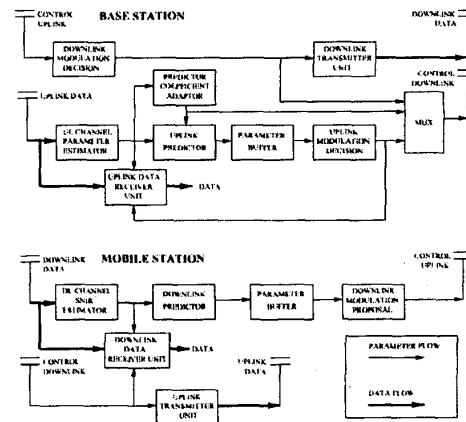 BASE STATION
CONTROL
UPLINK
DOWNLINK
DATA
DOWNLINK
MODULATION
DECISION
DOWNLINK
TRANSMITTER
UNIT
UPLINK DATA
PREDICTOR
COEFFICIENT
ADAPTOR
CONTROL
DOWNLINK
UL CHANNEL
PARAMETER
ESTIMATOR
UPLINK
PREDICTOR
PARAMETER
BUFFER
UPLINK
MODULATION
DECISION
MUX
UPLINK DATA
RECEIVER
UNIT
DATA
MOBILE STATION
DOWNLINK
DATA
CONTROL
UPLINK
DL CHANNEL
SNIR
ESTIMATOR
DOWNLINK
PREDICTOR
PARAMETER
BUFFER
DOWNLINK
MODULATION
PROPOSAL
DOWNLINK
DATA
RECEIVER UNIT
DATA
CONTROL
DOWNLINK
UPLINK
DATA
UPLINK
TRANSMITTER
UNIT
PARAMETER FLOW
DATA FLOW